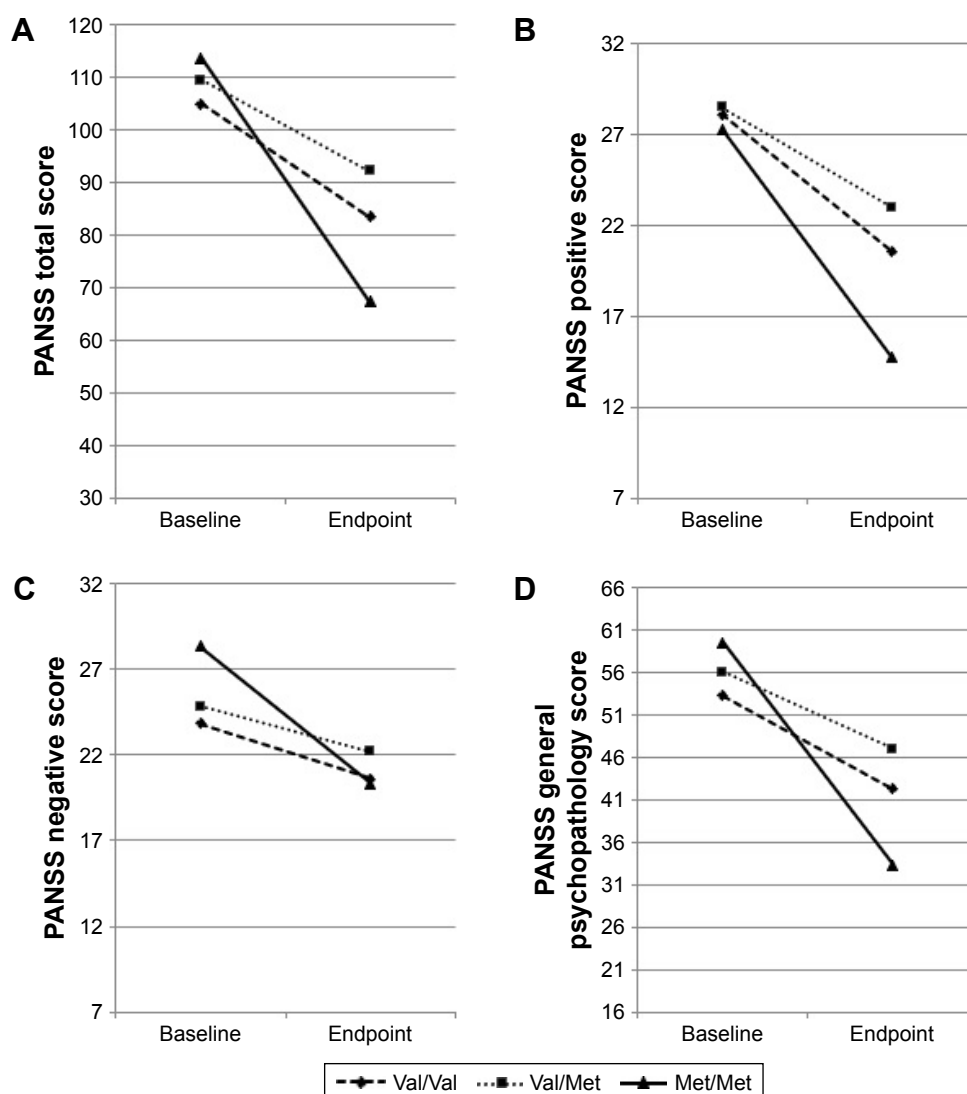 A
PANSS total score
120
110
100
90
80
70
60
50
40
30
Baseline Endpoint
B
PANSS positive score
32
27
22
17
12
7
Baseline Endpoint
C
PANSS negative score
32
27
22
17
12
7
Baseline Endpoint
D
PANSS general
psychopathology score
66
61
56
51
46
41
36
31
26
21
16
Baseline Endpoint
Val/Val Val/Met Met/Met